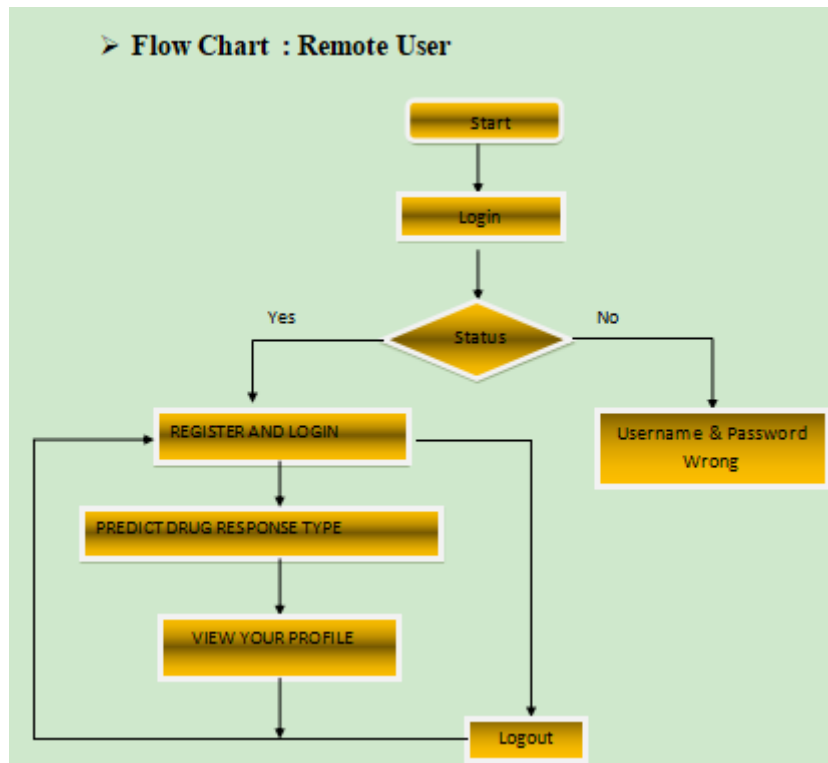 ➢ Flow Chart : Remote User
Start
Login
Yes
Status
No
REGISTER AND LOGIN
Username & Password
Wrong
PREDICT DRUG RESPONSE TYPE
VIEW YOUR PROFILE
Logout